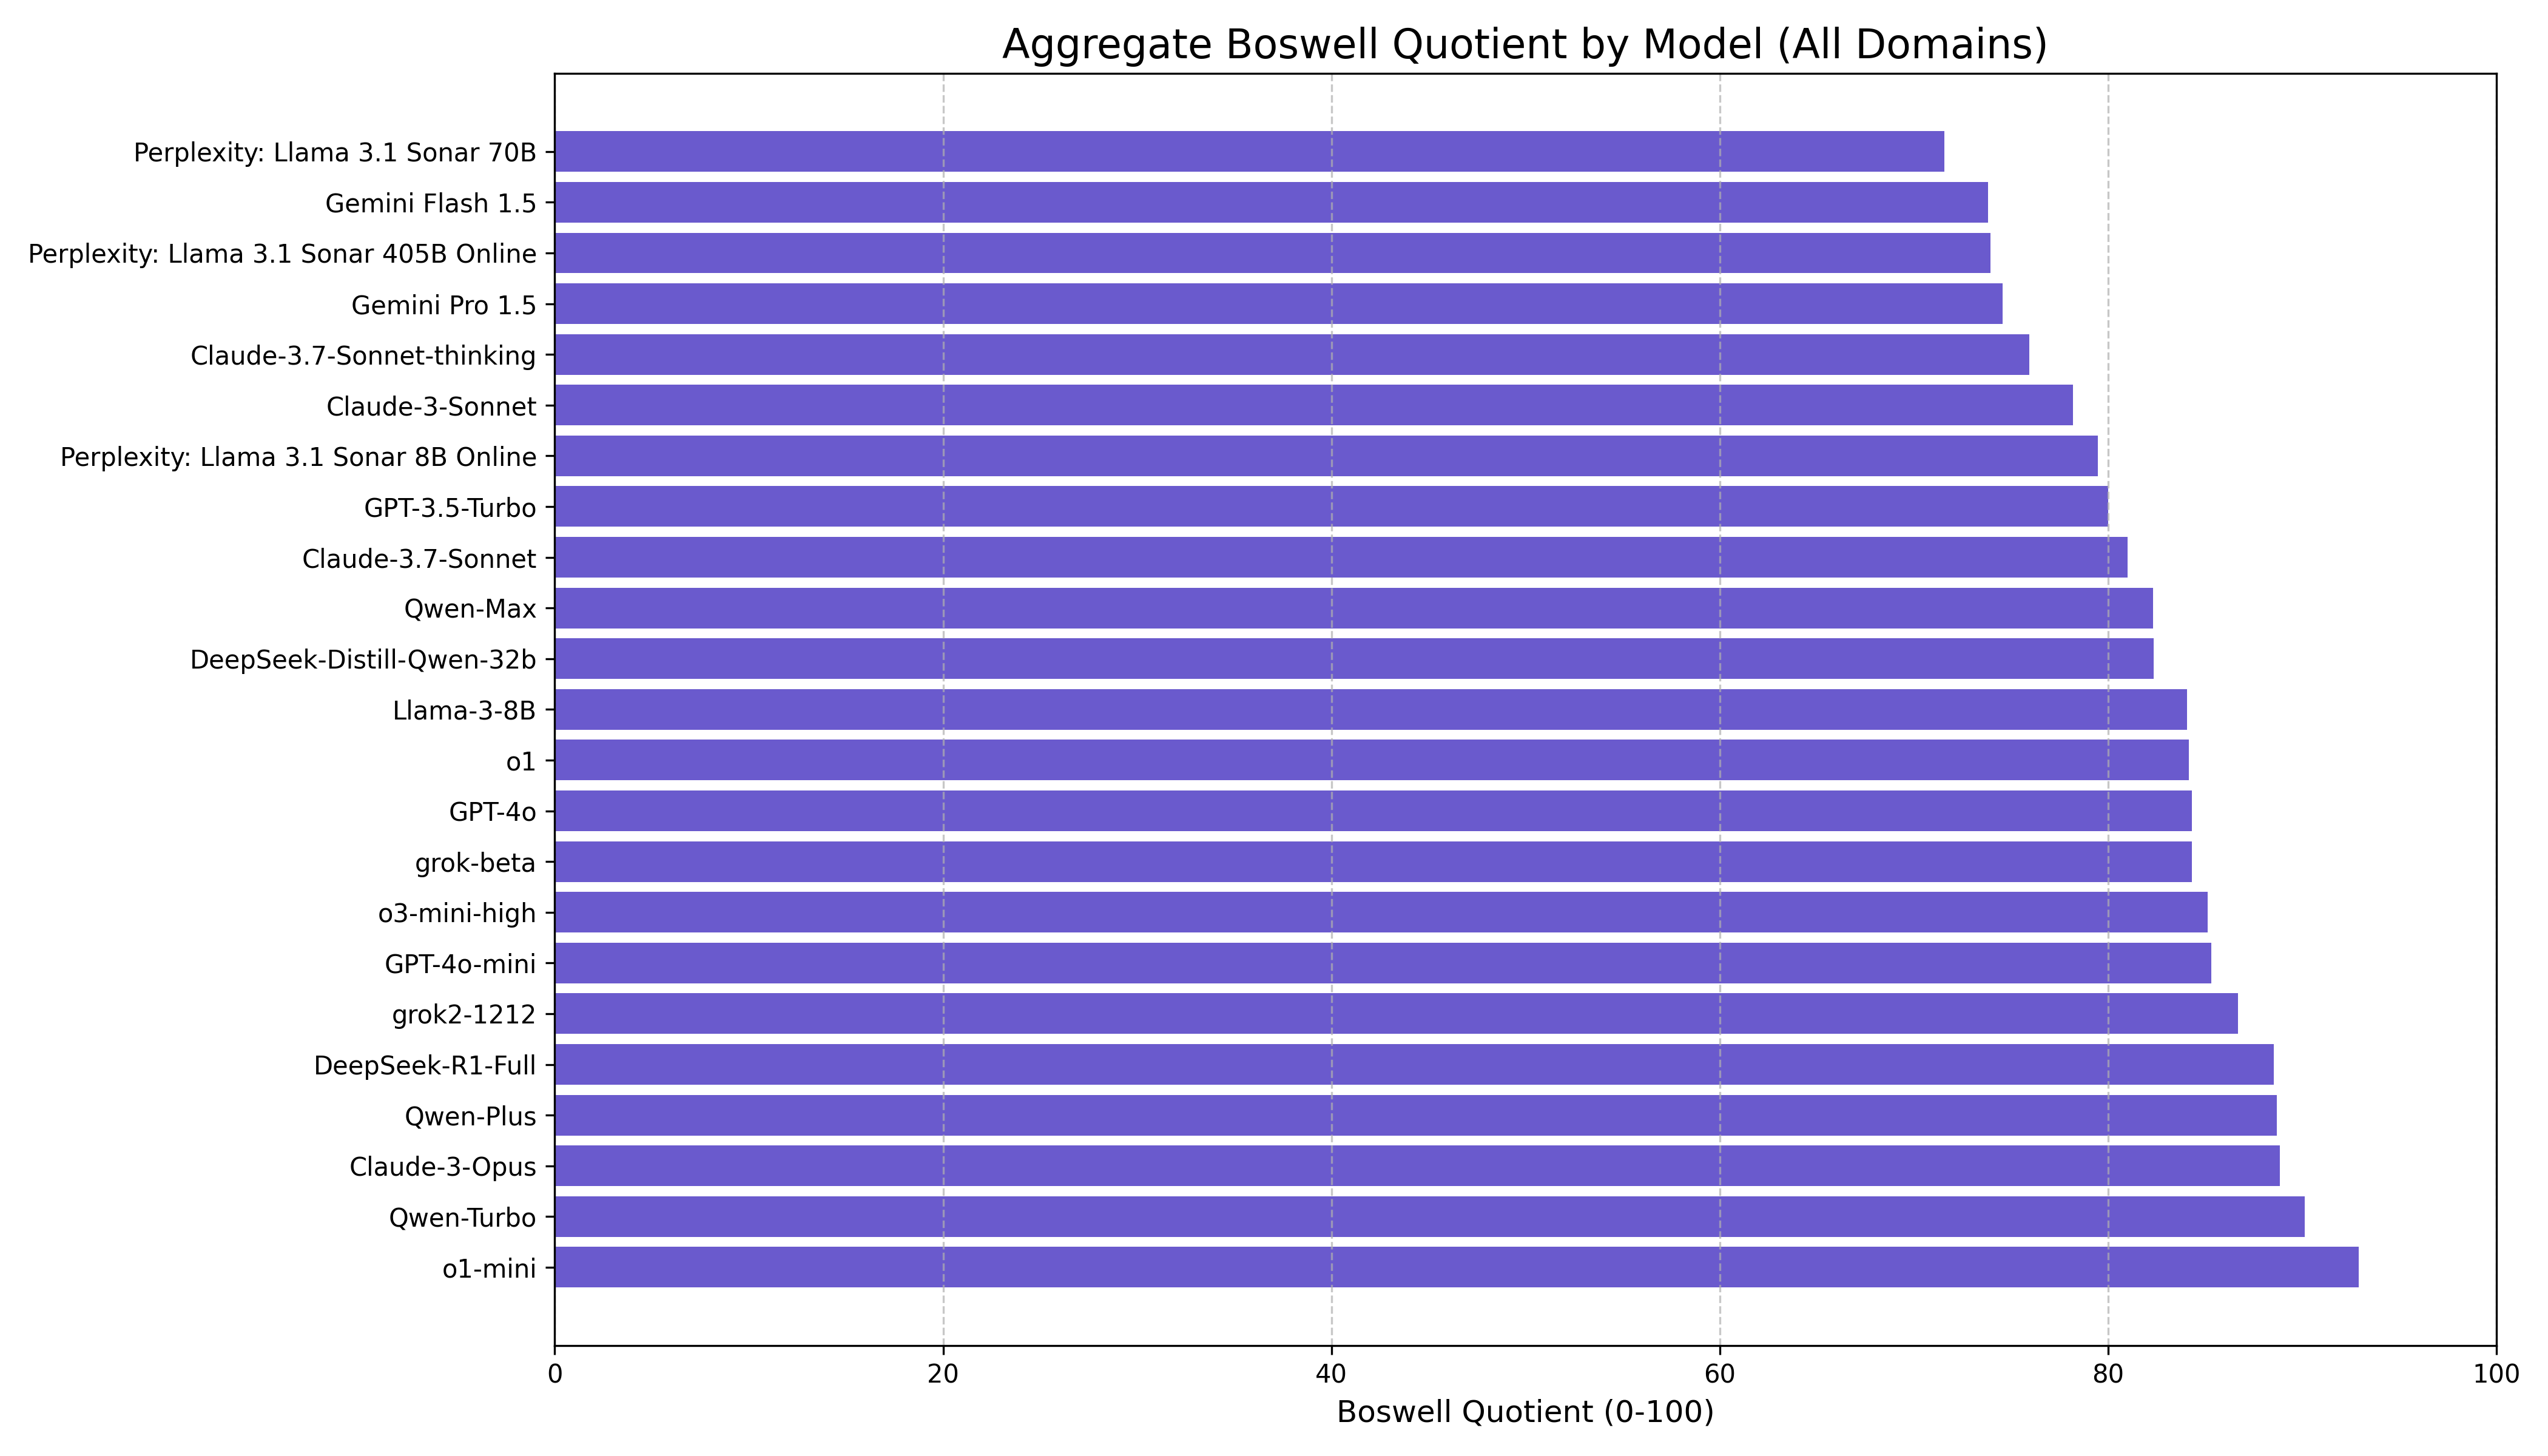 Aggregate Boswell Quotient by Model (All Domains)
Perplexity: Llama 3.1 Sonar 70B
Gemini Flash 1.5
Perplexity: Llama 3.1 Sonar 405B Online
Gemini Pro 1.5
Claude-3.7-Sonnet-thinking
Claude-3-Sonnet
Perplexity: Llama 3.1 Sonar 8B Online
GPT-3.5-Turbo
Claude-3.7-Sonnet
Qwen-Max
DeepSeek-Distill-Qwen-32b
Llama-3-8B
o1
GPT-4o
grok-beta
o3-mini-high
GPT-4o-mini
grok2-1212
DeepSeek-R1-Full
Qwen-Plus
Claude-3-Opus
Qwen-Turbo
o1-mini
0 20 40 60 80 100
Boswell Quotient (0-100)